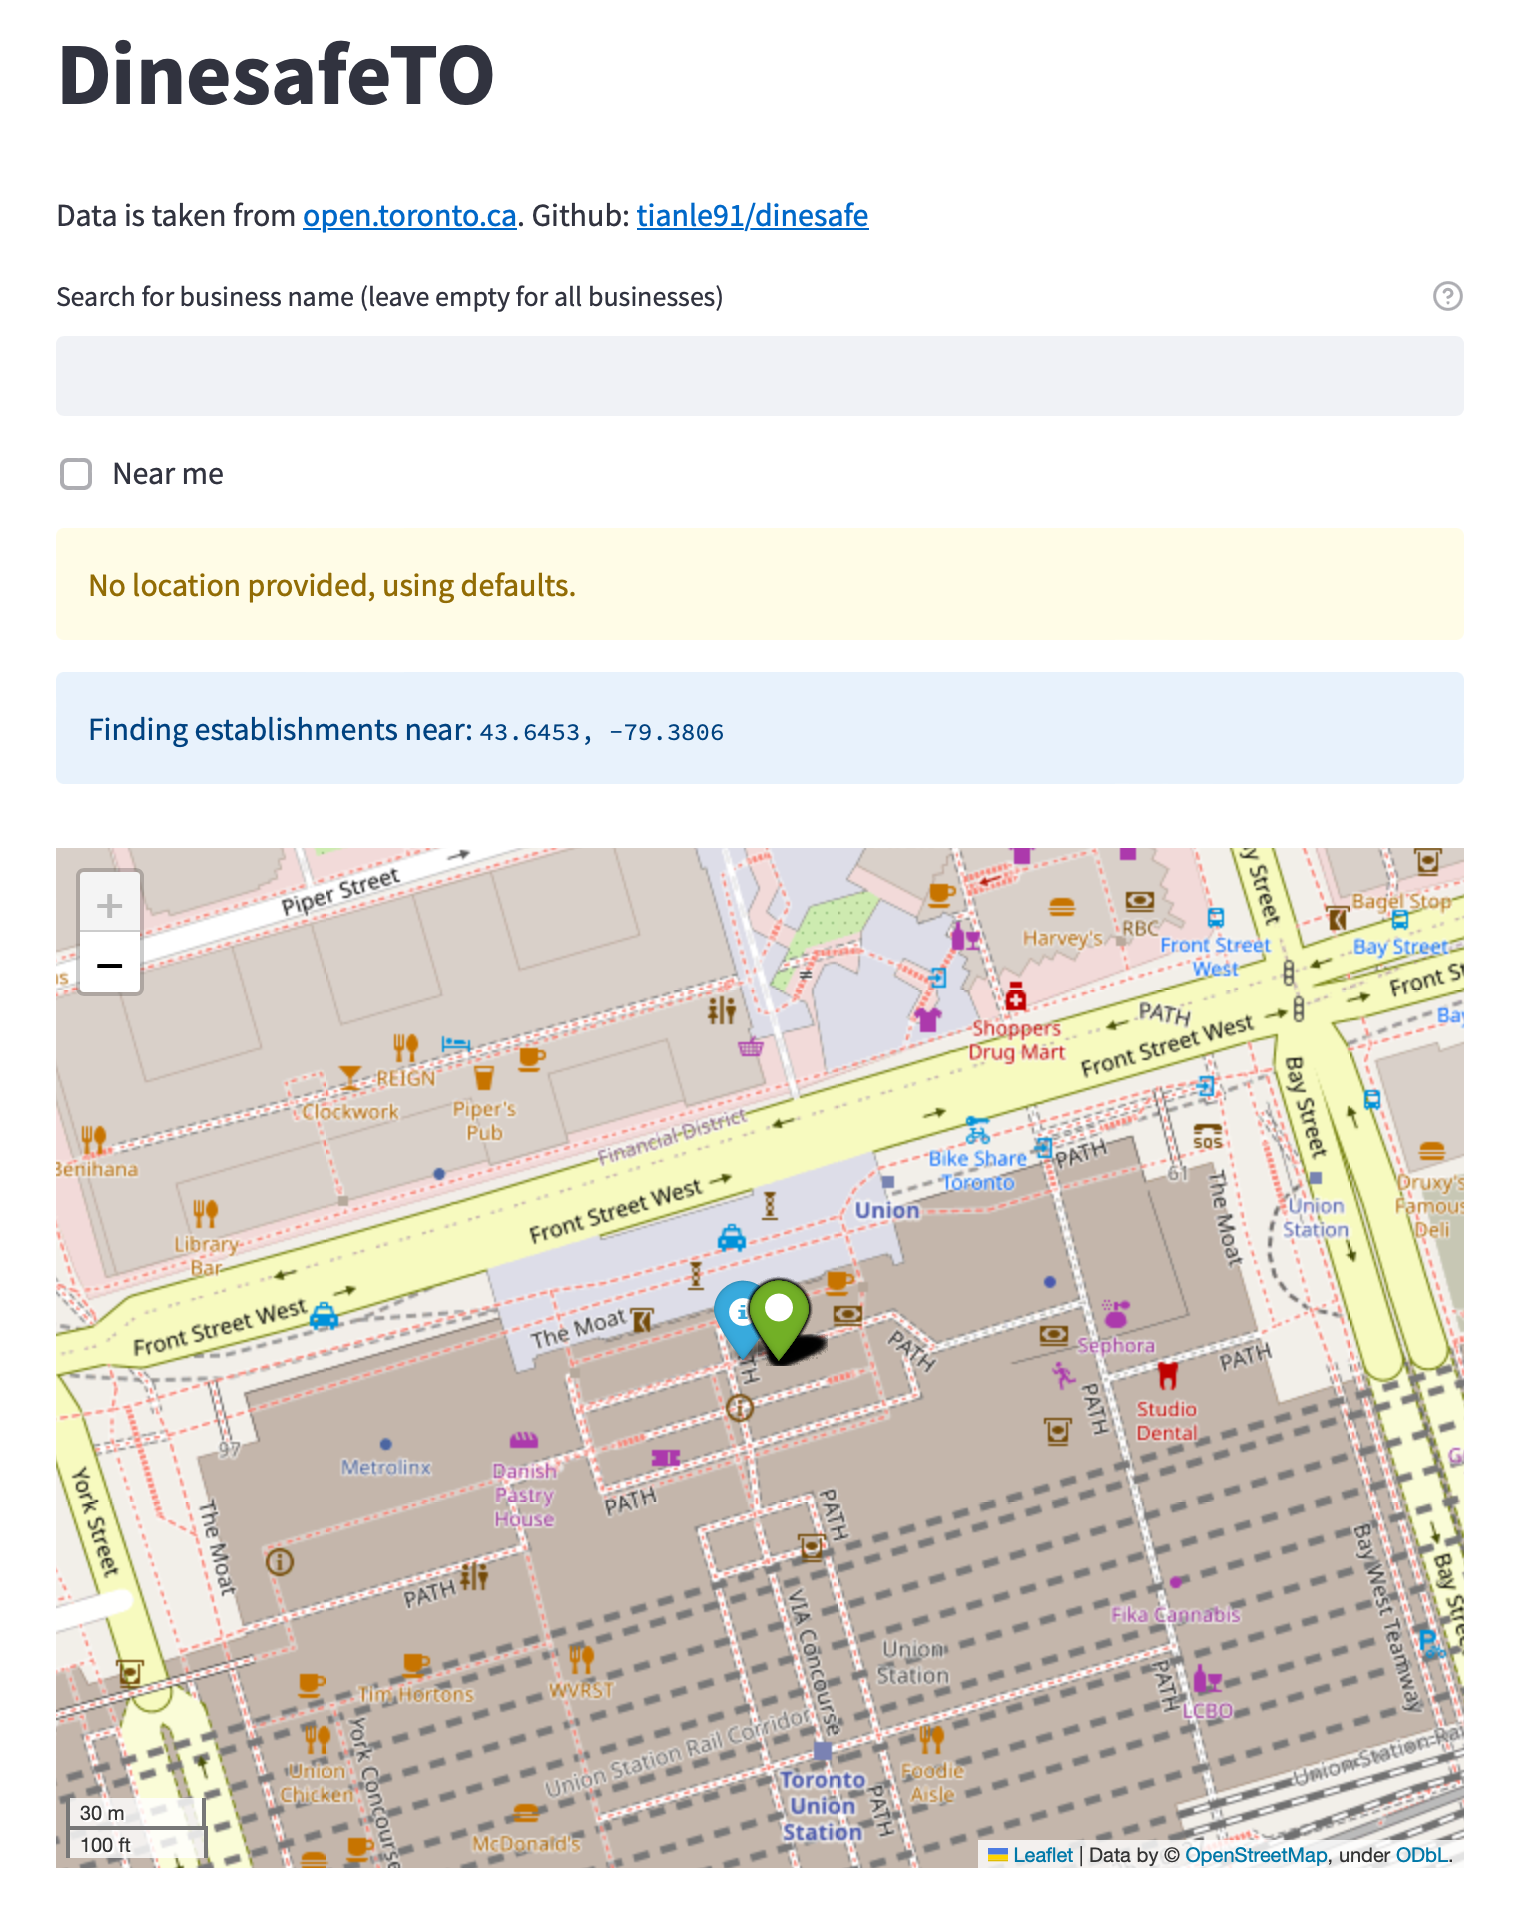 DinesafeTO
Data is taken from open.toronto.ca. Github: tianle91/dinesafe
Search for business name (leave empty for all businesses)
Near me
No location provided, using defaults.
Finding establishments near: 43.6453, -79.3806
+
−
Piper Street
Harvey's
RBC
Front Street
West
Bagel Stop
Bay Street
Shoppers
Drug Mart
PATH
Front Street West
Bay Street
REIGN
Clockwork
Piper's
Pub
Benihana
Library
Bar
Financial District
Front Street West
Bike Share
Toronto
PATH
61
The Moat
SOS
Union
Union
Station
Druxy's
Famous
Deli
Front Street West
The Moat
PATH
Sephora
PATH
Studio
Dental
PATH
97
Metrolinx
Danish
Pastry
House
PATH
PATH
York Street
The Moat
PATH
VIA Concourse
Union
Station
Fika Cannabis
Bay West Teamway
Tim Hortons
WVRST
PATH
LCBO
York Concourse
Union Station Rail Corridor
Union
Chicken
Foodie
Aisle
Toronto
Union
Station
PATH
McDonald's
30 m
100 ft
Leaflet | Data by © OpenStreetMap, under ODbL.